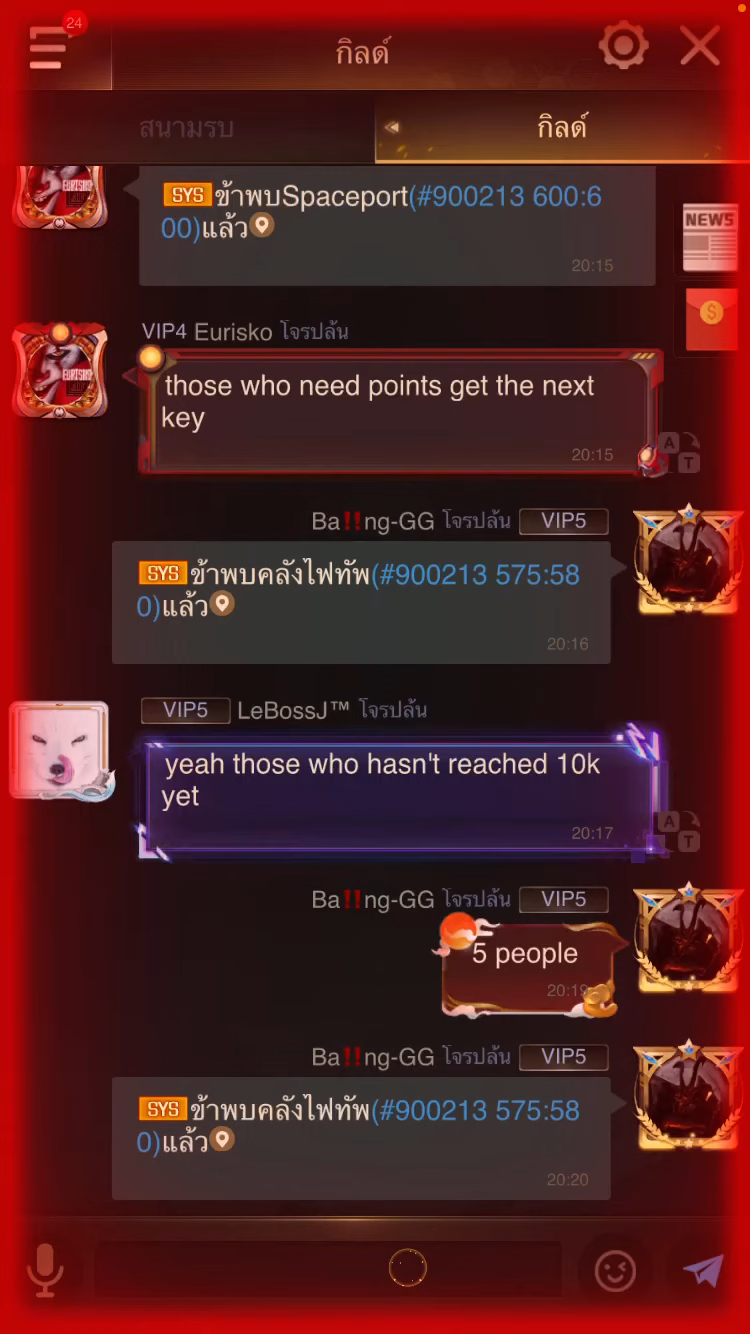 24
กิลด์
สนามรบ
กิลด์
EURISKO
SYS ข้าพบSpaceport(#900213 600:6
00)แล้ว
20:15
NEWS
$
VIP4 Eurisko โจรปล้น
EURISKO
those who need points get the next
key
20:15
A
T
Ba‼ng-GG โจรปล้น VIP5
SYS ข้าพบคลังไฟทัพ(#900213 575:58
0)แล้ว
20:16
VIP5 LeBossJ™ โจรปล้น
yeah those who hasn't reached 10k
yet
20:17
A
T
Ba‼ng-GG โจรปล้น VIP5
5 people
20:19
Ba‼ng-GG โจรปล้น VIP5
SYS ข้าพบคลังไฟทัพ(#900213 575:58
0)แล้ว
20:20